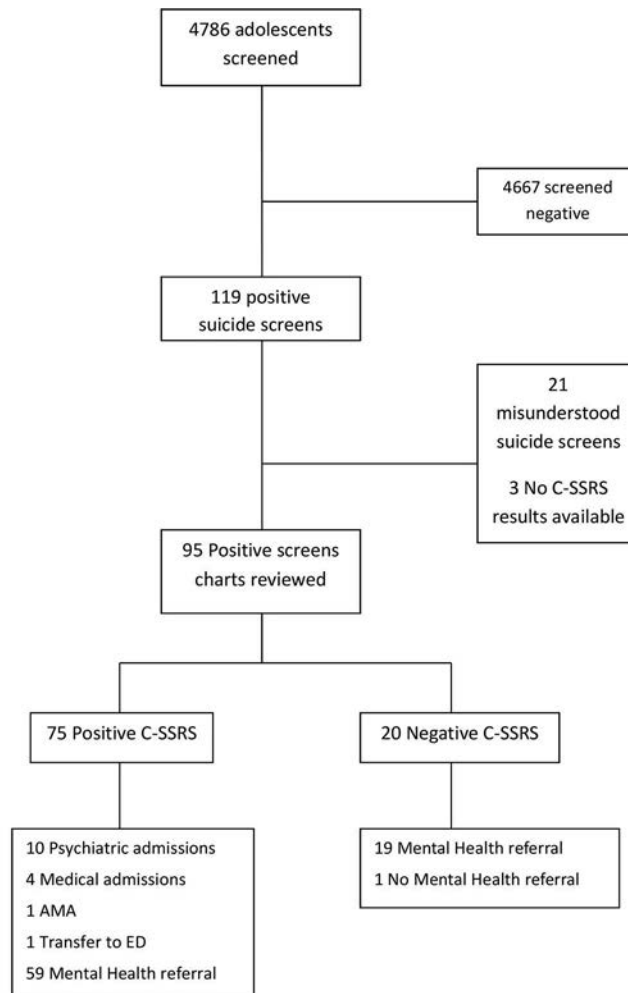 4786 adolescents
screened
4667 screened
negative
119 positive
suicide screens
21
misunderstood
suicide screens
3 No C-SSRS
results available
95 Positive screens
charts reviewed
75 Positive C-SSRS
20 Negative C-SSRS
10 Psychiatric admissions
4 Medical admissions
1 AMA
1 Transfer to ED
59 Mental Health referral
19 Mental Health referral
1 No Mental Health referral